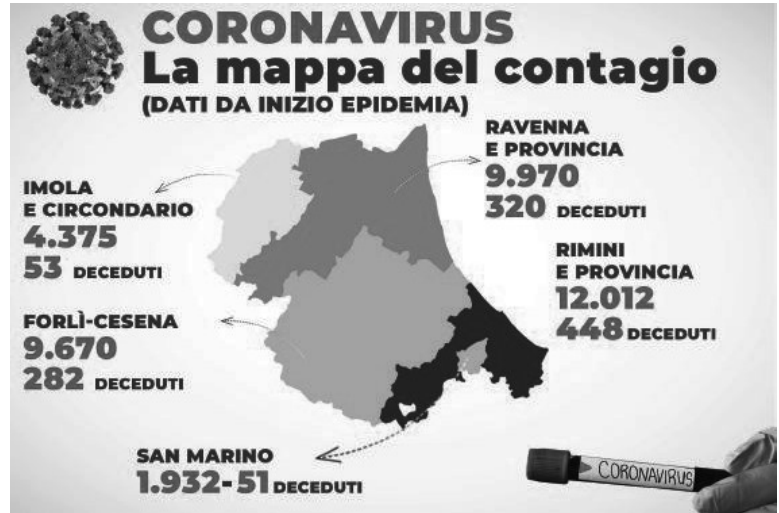 CORONAVIRUS
La mappa del contagio
(DATI DA INIZIO EPIDEMIA)
RAVENNA
E PROVINCIA
9.970
320 DECEDUTI
IMOLA
E CIRCONDARIO
4.375
53 DECEDUTI
RIMINI
E PROVINCIA
12.012
448 DECEDUTI
FORLÌ-CESENA
9.670
282 DECEDUTI
SAN MARINO
1.932-51 DECEDUTI
CORONAVIRUS